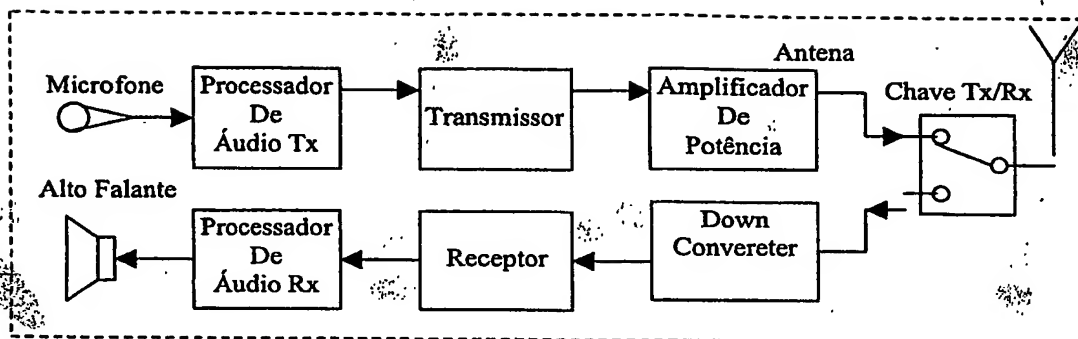 Antena
Microfone
Processador
De
Áudio Tx
Transmissor
Amplificador
De
Potência
Chave Tx/Rx
Alto Falante
Processador
De
Áudio Rx
Receptor
Down
Convereter